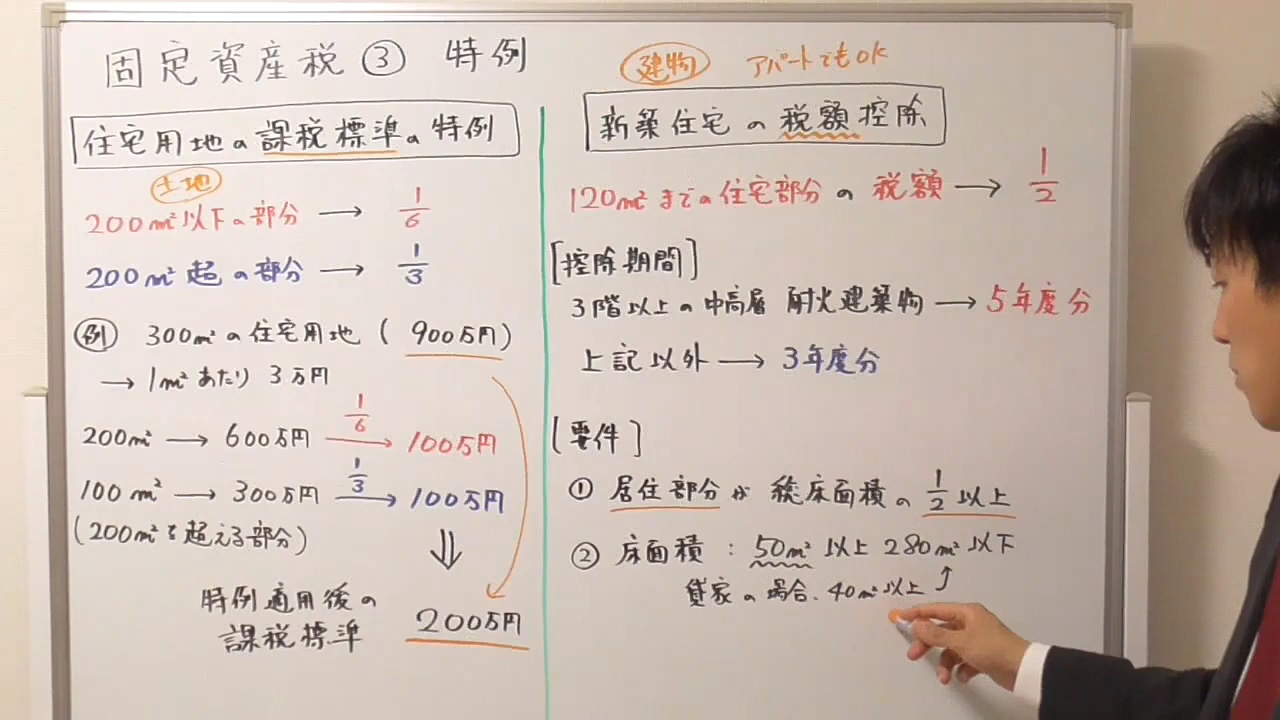 固定資産税③ 特例
住宅用地の課税標準の特例
土地
200㎡以下の部分 → 1/6
200㎡超の部分 → 1/3
例 300㎡の住宅用地 (900万円)
→ 1㎡あたり 3万円
200㎡ → 600万円 1/6→ 100万円
100㎡ → 300万円 1/3→ 100万円
(200㎡を超える部分)
⇓
特例適用後の
課税標準 200万円
建物 アパートでもOK
新築住宅の税額控除
120㎡までの住宅部分の税額 → 1/2
[控除期間]
3階以上の中高層 耐火建築物 → 5年度分
上記以外 → 3年度分
[要件]
① 居住部分が総床面積の1/2以上
② 床面積：50㎡以上 280㎡以下
貸家の場合、40㎡以上